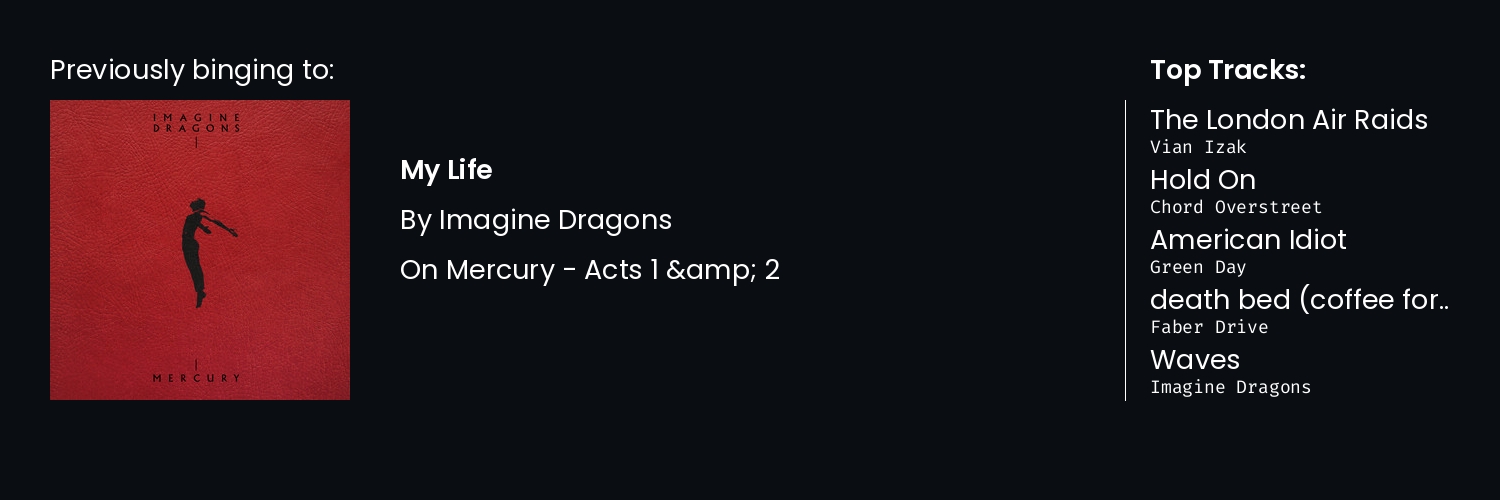 Previously binging to:
IMAGINE
DRAGONS
MERCURY
My Life
By Imagine Dragons
On Mercury - Acts 1 &amp; 2
Top Tracks:
The London Air Raids
Vian Izak
Hold On
Chord Overstreet
American Idiot
Green Day
death bed (coffee for..
Faber Drive
Waves
Imagine Dragons